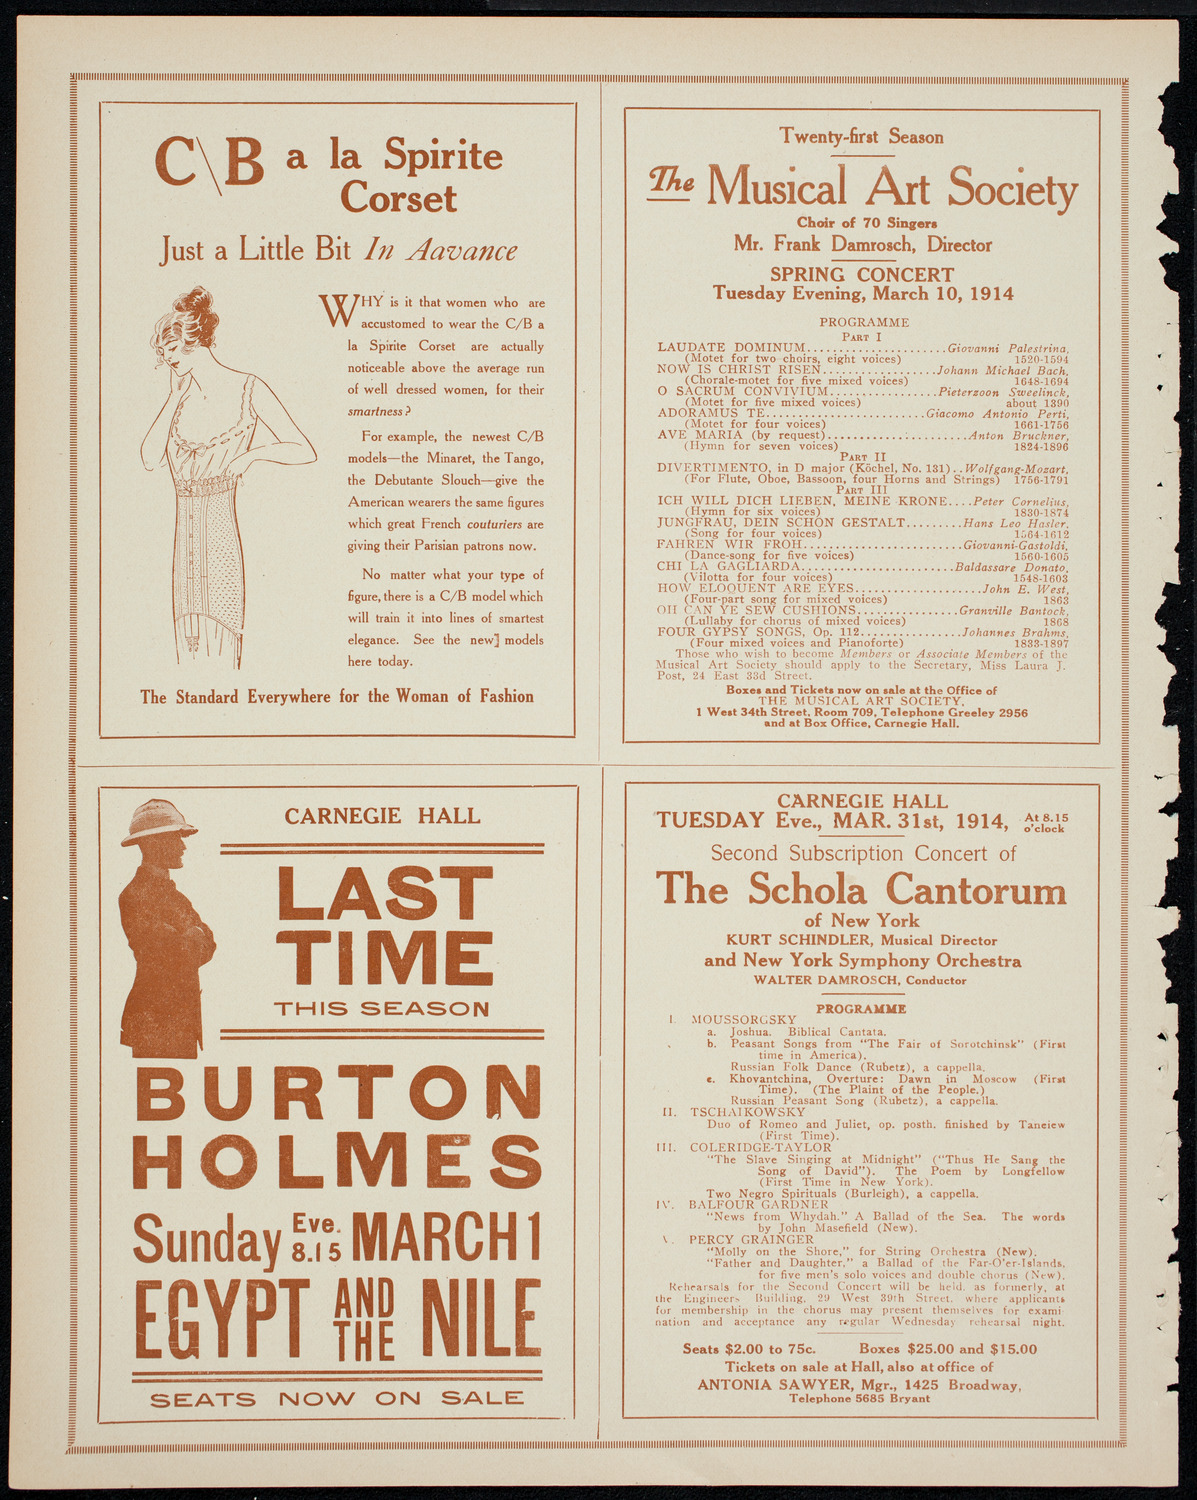 C\B a la Spirite
Corset
Just a Little Bit In Aavance
WHY is it that women who are
accustomed to wear the C/B a
la Spirite Corset are actually
noticeable above the average run
of well dressed women, for their
smartness?
For example, the newest C/B
models—the Minaret, the Tango,
the Debutante Slouch—give the
American wearers the same figures
which great French couturiers are
giving their Parisian patrons now.
No matter what your type of
figure, there is a C/B model which
will train it into lines of smartest
elegance. See the new] models
here today.
The Standard Everywhere for the Woman of Fashion
Twenty-first Season
The Musical Art Society
Choir of 70 Singers
Mr. Frank Damrosch, Director
SPRING CONCERT
Tuesday Evening, March 10, 1914
PROGRAMME
PART I
LAUDATE DOMINUM.....................Giovanni Palestrina,
(Motet for two choirs, eight voices) 1520-1594
NOW IS CHRIST RISEN.................Johann Michael Bach,
(Chorale-motet for five mixed voices) 1648-1694
O SACRUM CONVIVIUM................Pieterzoon Sweelinck,
(Motet for five mixed voices) about 1390
ADORAMUS TE........................Giacomo Antonio Perti,
(Motet for four voices) 1661-1756
AVE MARIA (by request).....................Anton Bruckner,
(Hymn for seven voices) 1824-1896
PART II
DIVERTIMENTO, in D major (Köchel, No. 131)..Wolfgang-Mozart,
(For Flute, Oboe, Bassoon, four Horns and Strings) 1756-1791
PART III
ICH WILL DICH LIEBEN, MEINE KRONE....Peter Cornelius,
(Hymn for six voices) 1830-1874
JUNGFRAU, DEIN SCHON GESTALT.........Hans Leo Hasler,
(Song for four voices) 1564-1612
FAHREN WIR FROH........................Giovanni-Gastoldi,
(Dance-song for five voices) 1560-1605
CHI LA GAGLIARDA.......................Baldassare Donato,
(Vilotta for four voices) 1548-1603
HOW ELOQUENT ARE EYES...................John E. West,
(Four-part song for mixed voices) 1863
OH CAN YE SEW CUSHIONS...............Granville Bantock,
(Lullaby for chorus of mixed voices) 1868
FOUR GYPSY SONGS, Op. 112...............Johannes Brahms,
(Four mixed voices and Pianoforte) 1833-1897
Those who wish to become Members or Associate Members of the
Musical Art Society should apply to the Secretary, Miss Laura J.
Post, 24 East 33d Street.
Boxes and Tickets now on sale at the Office of
THE MUSICAL ART SOCIETY,
1 West 34th Street, Room 709, Telephone Greeley 2956
and at Box Office, Carnegie Hall.
CARNEGIE HALL
LAST
TIME
THIS SEASON
BURTON
HOLMES
Sunday Eve. 8.15 MARCH 1
EGYPT AND THE NILE
SEATS NOW ON SALE
CARNEGIE HALL
TUESDAY Eve., MAR. 31st, 1914, At 8.15 o'clock
Second Subscription Concert of
The Schola Cantorum
of New York
KURT SCHINDLER, Musical Director
and New York Symphony Orchestra
WALTER DAMROSCH, Conductor
PROGRAMME
I. MOUSSORGSKY
a. Joshua. Biblical Cantata.
b. Peasant Songs from "The Fair of Sorotchinsk" (First
time in America).
Russian Folk Dance (Rubetz), a cappella.
c. Khovantchina, Overture: Dawn in Moscow (First
Time). (The Plaint of the People.)
Russian Peasant Song (Rubetz), a cappella.
II. TSCHAIKOWSKY
Duo of Romeo and Juliet, op. posth. finished by Taneiew
(First Time).
III. COLERIDGE-TAYLOR
"The Slave Singing at Midnight" ("Thus He Sang the
Song of David"). The Poem by Longfellow
(First Time in New York).
Two Negro Spirituals (Burleigh), a cappella.
IV. BALFOUR GARDNER
"News from Whydah." A Ballad of the Sea. The words
by John Masefield (New).
V. PERCY GRAINGER
"Molly on the Shore," for String Orchestra (New).
"Father and Daughter," a Ballad of the Far-O'er-Islands,
for five men's solo voices and double chorus (New).
Rehearsals for the Second Concert will be held, as formerly, at
the Engineers Building, 29 West 39th Street, where applicants
for membership in the chorus may present themselves for exami-
nation and acceptance any regular Wednesday rehearsal night.
Seats $2.00 to 75c. Boxes $25.00 and $15.00
Tickets on sale at Hall, also at office of
ANTONIA SAWYER, Mgr., 1425 Broadway,
Telephone 5685 Bryant